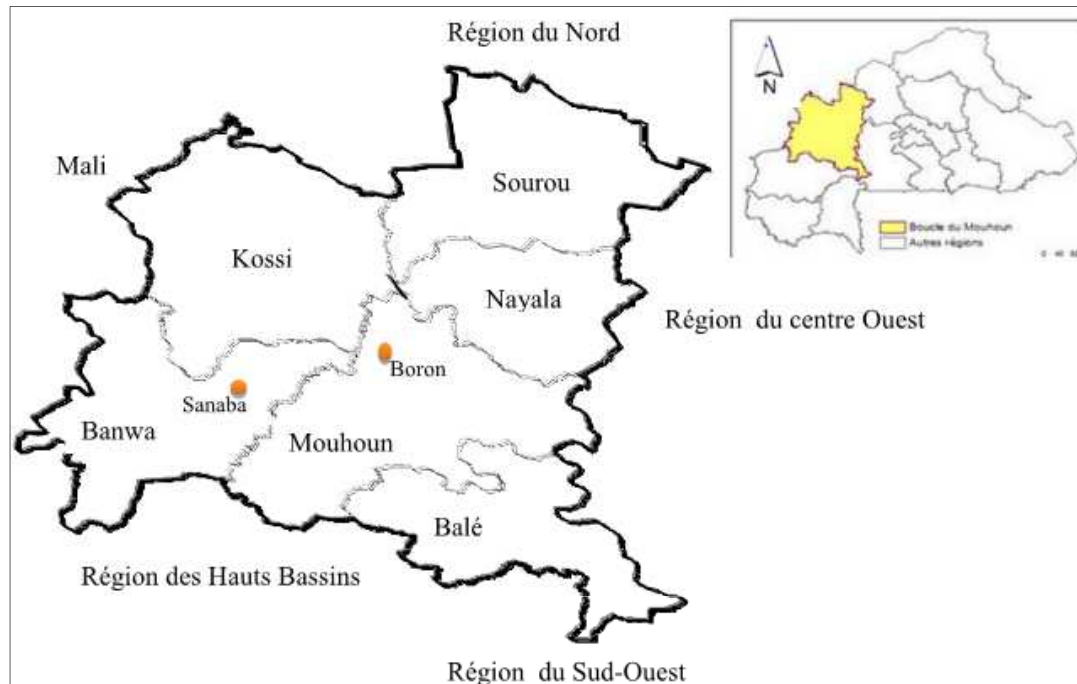 Région du Nord
N
Mali
Sourou
Boucle du Mouhoun
Autres régions
Kossi
Nayala
Région du centre Ouest
Boron
Sanaba
Banwa
Mouhoun
Balé
Région des Hauts Bassins
Région du Sud-Ouest